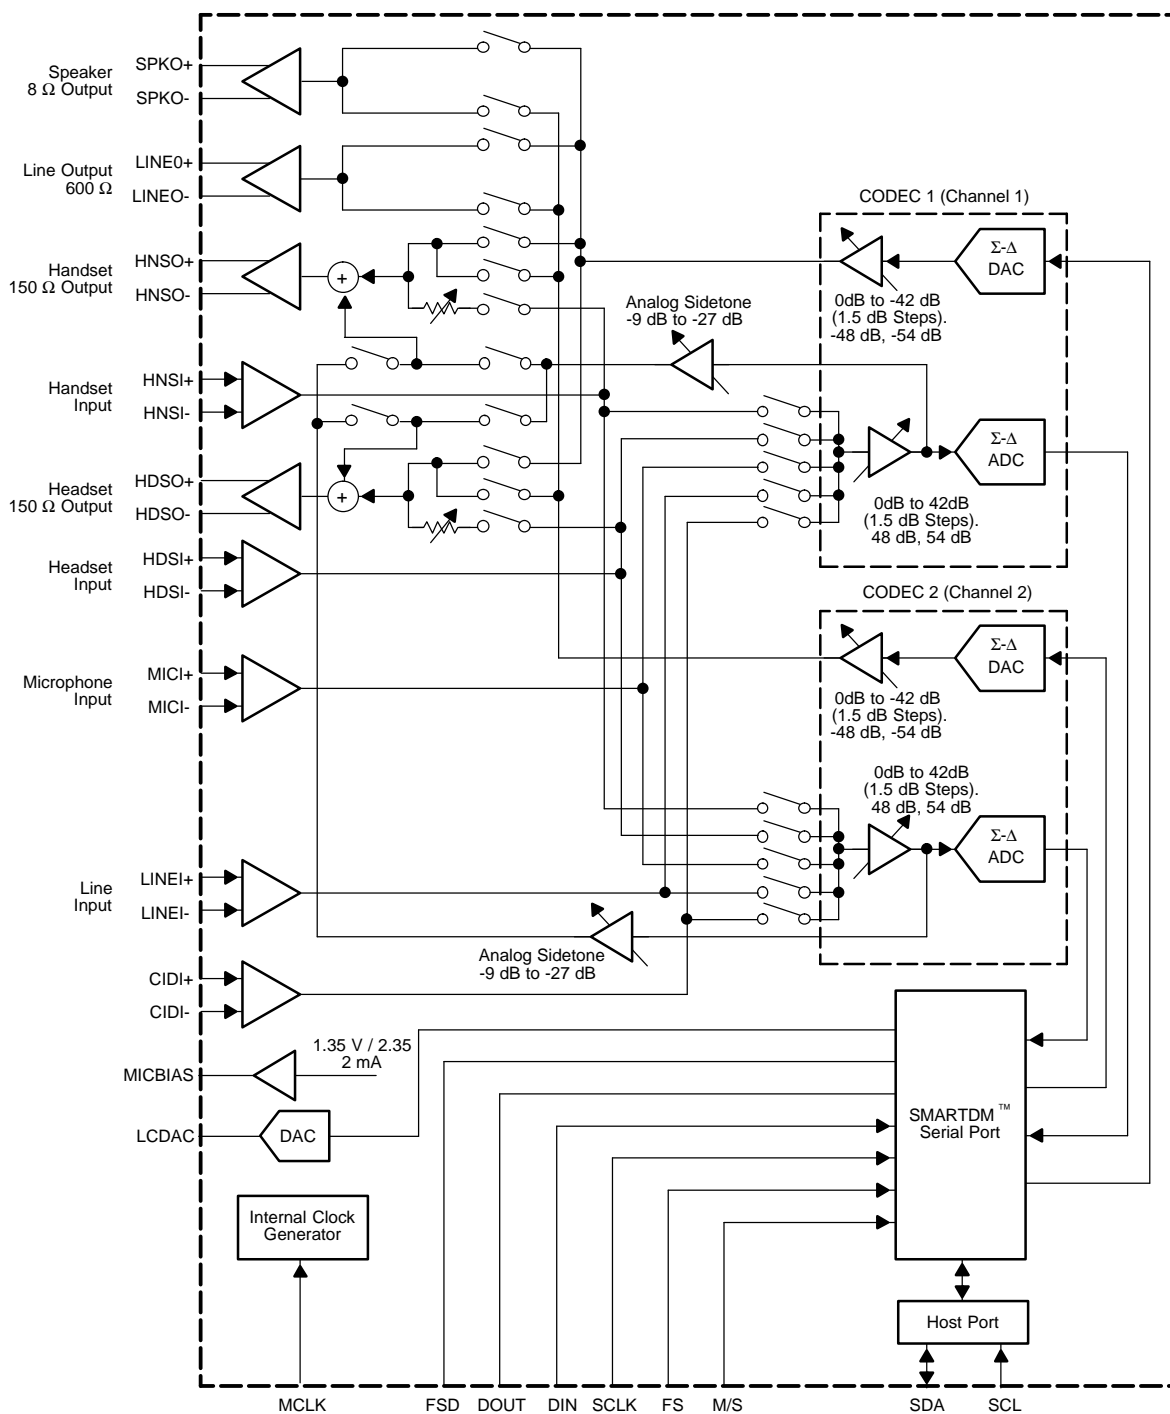 Speaker
8 Ω Output
SPKO+
SPKO-
Line Output
600 Ω
LINE0+
LINEO-
CODEC 1 (Channel 1)
Σ-Δ
DAC
0dB to -42 dB
(1.5 dB Steps).
-48 dB, -54 dB
Handset
150 Ω Output
HNSO+
HNSO-
+
Analog Sidetone
-9 dB to -27 dB
Handset
Input
HNSI+
HNSI-
Σ-Δ
ADC
0dB to 42dB
(1.5 dB Steps).
48 dB, 54 dB
Headset
150 Ω Output
HDSO+
HDSO-
+
Headset
Input
HDSI+
HDSI-
CODEC 2 (Channel 2)
Σ-Δ
DAC
0dB to -42 dB
(1.5 dB Steps).
-48 dB, -54 dB
Microphone
Input
MICI+
MICI-
0dB to 42dB
(1.5 dB Steps).
48 dB, 54 dB
Σ-Δ
ADC
Line
Input
LINEI+
LINEI-
Analog Sidetone
-9 dB to -27 dB
CIDI+
CIDI-
1.35 V / 2.35
2 mA
MICBIAS
LCDAC
DAC
SMARTDM™
Serial Port
Internal Clock
Generator
Host Port
MCLK
FSD
DOUT
DIN
SCLK
FS
M/S
SDA
SCL